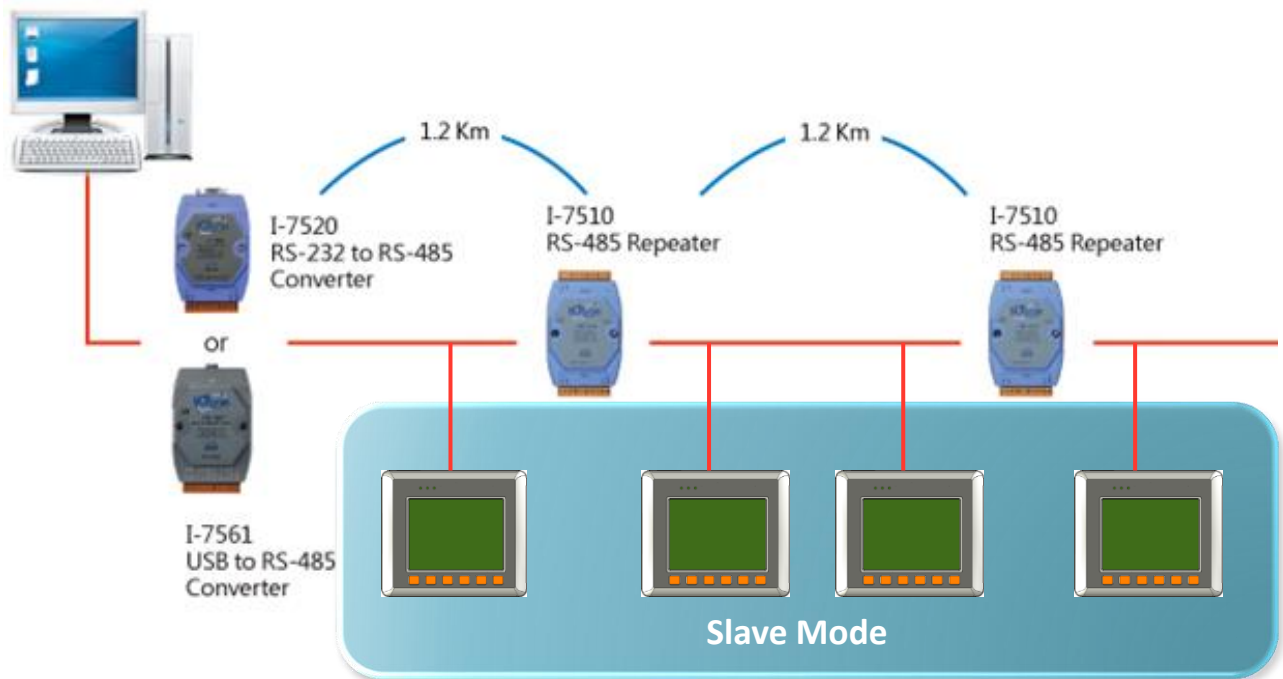 1.2 Km
1.2 Km
I-7520
RS-232 to RS-485
Converter
I-7510
RS-485 Repeater
I-7510
RS-485 Repeater
or
I-7561
USB to RS-485
Converter
Slave Mode